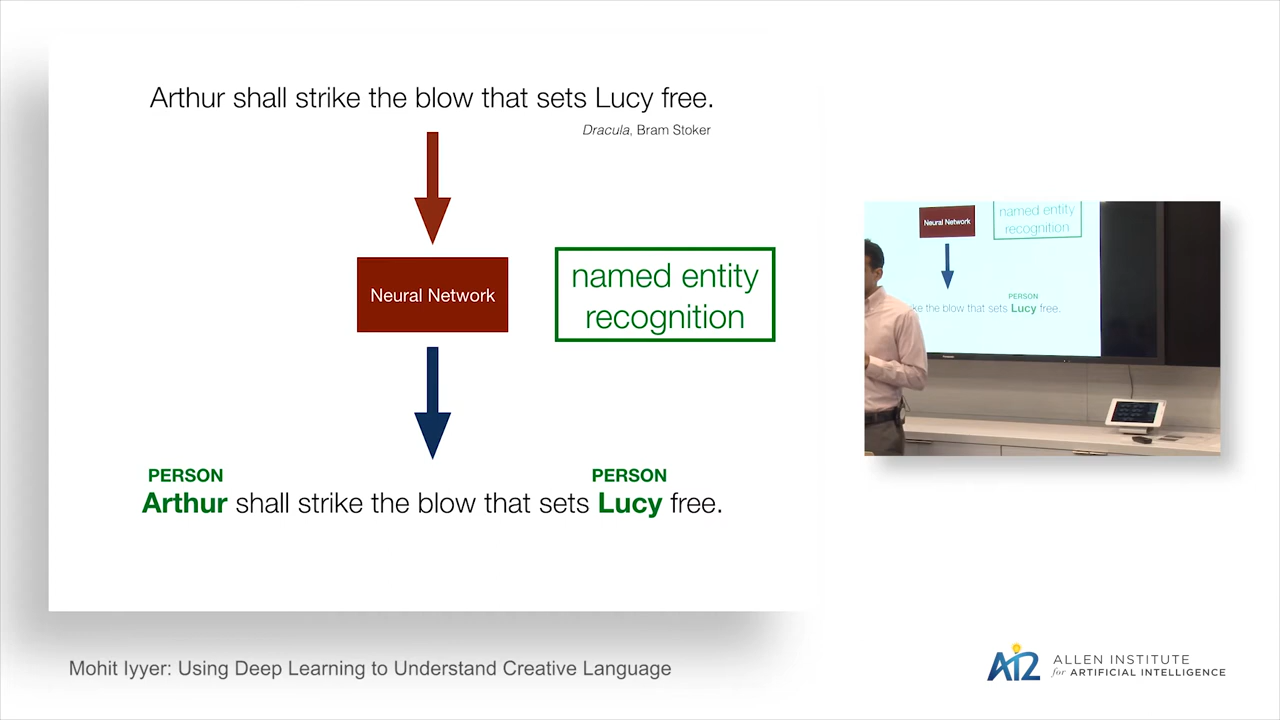 Arthur shall strike the blow that sets Lucy free.
Dracula, Bram Stoker
Neural Network
named entity
recognition
PERSON PERSON
Arthur shall strike the blow that sets Lucy free.
Neural Network
named entity
recognition
PERSON
the blow that sets Lucy free.
Mohit Iyyer: Using Deep Learning to Understand Creative Language
AI2
ALLEN INSTITUTE
for ARTIFICIAL INTELLIGENCE